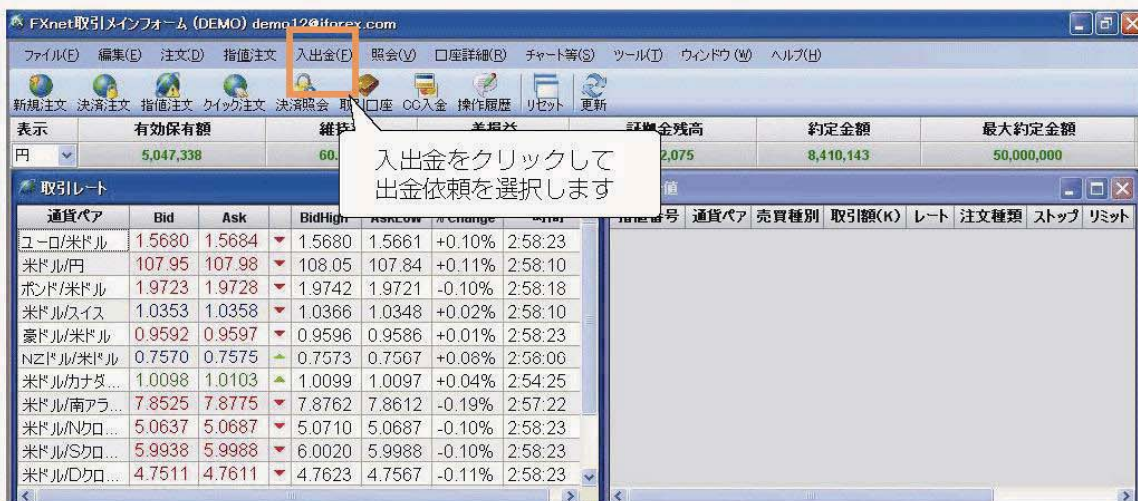 FXnet取引メインフォーム (DEMO) demo12@iforex.com
ファイル(F) 編集(E) 注文(D) 指値注文 入出金(F) 照会(V) 口座詳細(R) チャート等(S) ツール(T) ウィンドウ(W) ヘルプ(H)
新規注文 決済注文 指値注文 クイック注文 決済照会 取引口座 CC入金 操作履歴 リセット 更新
表示 有効保有額 維持 証拠金残高 約定金額 最大約定金額
円 5,047,338 60. 2,075 8,410,143 50,000,000
入出金をクリックして
出金依頼を選択します
取引レート
通貨ペア Bid Ask BidHigh AskLow % Change 時間
ユーロ/米ドル 1.5680 1.5684 1.5680 1.5661 +0.10% 2:58:23
米ドル/円 107.95 107.98 108.05 107.84 +0.11% 2:58:10
ポンド/米ドル 1.9723 1.9728 1.9742 1.9721 -0.10% 2:58:18
米ドル/スイス 1.0353 1.0358 1.0366 1.0348 +0.02% 2:58:10
豪ドル/米ドル 0.9592 0.9597 0.9596 0.9586 +0.01% 2:58:23
NZドル/米ドル 0.7570 0.7575 0.7573 0.7567 +0.06% 2:58:06
米ドル/カナダ... 1.0098 1.0103 1.0099 1.0097 +0.04% 2:54:25
米ドル/南アラ... 7.8525 7.8775 7.8762 7.8612 -0.19% 2:57:22
米ドル/Nクロ... 5.0637 5.0687 5.0710 5.0687 -0.10% 2:58:23
米ドル/Sクロ... 5.9938 5.9988 6.0020 5.9988 -0.10% 2:58:23
米ドル/Dクロ... 4.7511 4.7611 4.7623 4.7567 -0.11% 2:58:23
指値番号 通貨ペア 売買種別 取引額(K) レート 注文種類 ストップ リミット